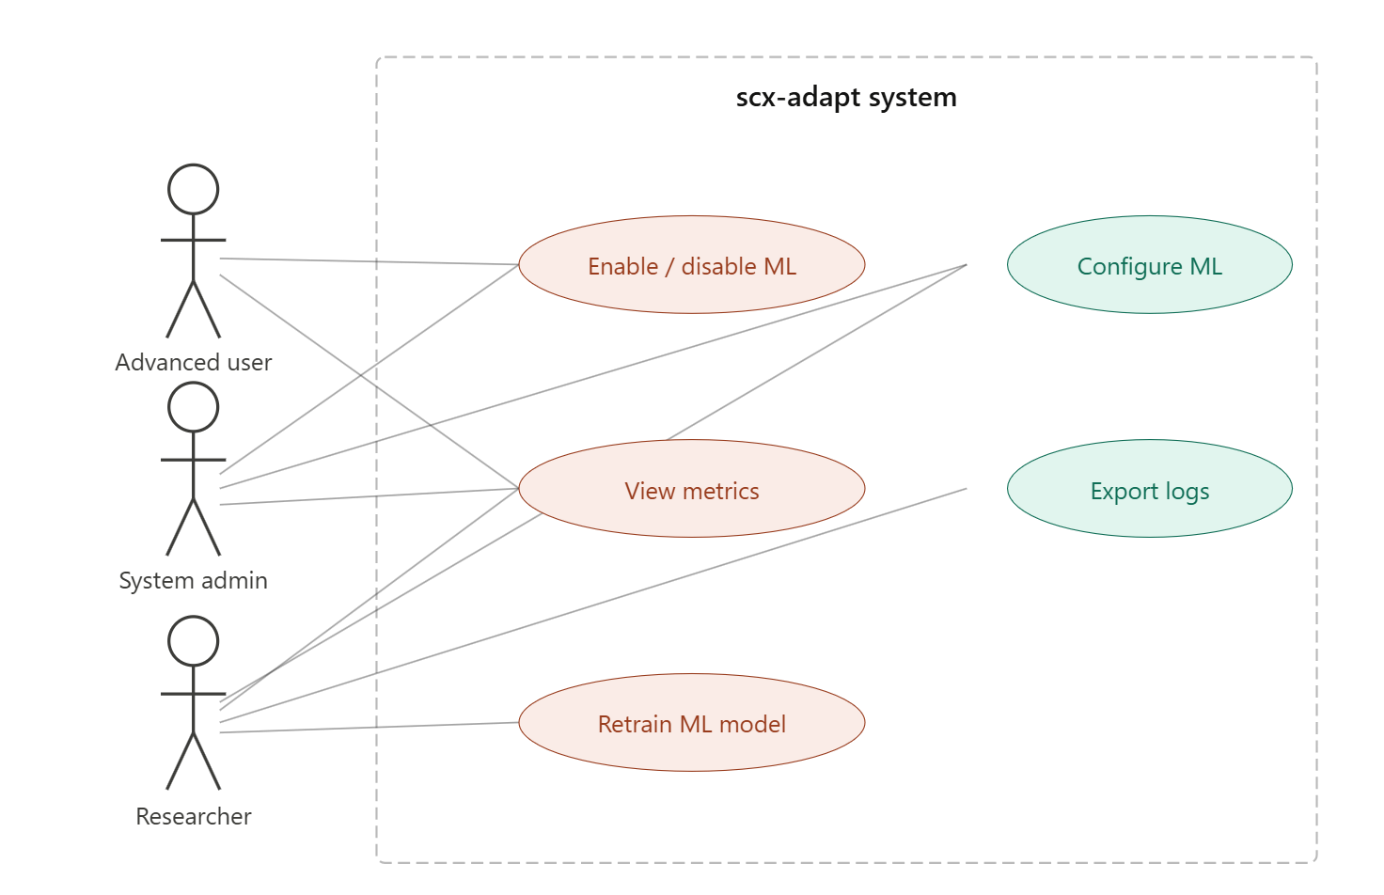 scx-adapt system
Advanced user
Enable / disable ML
Configure ML
System admin
View metrics
Export logs
Researcher
Retrain ML model